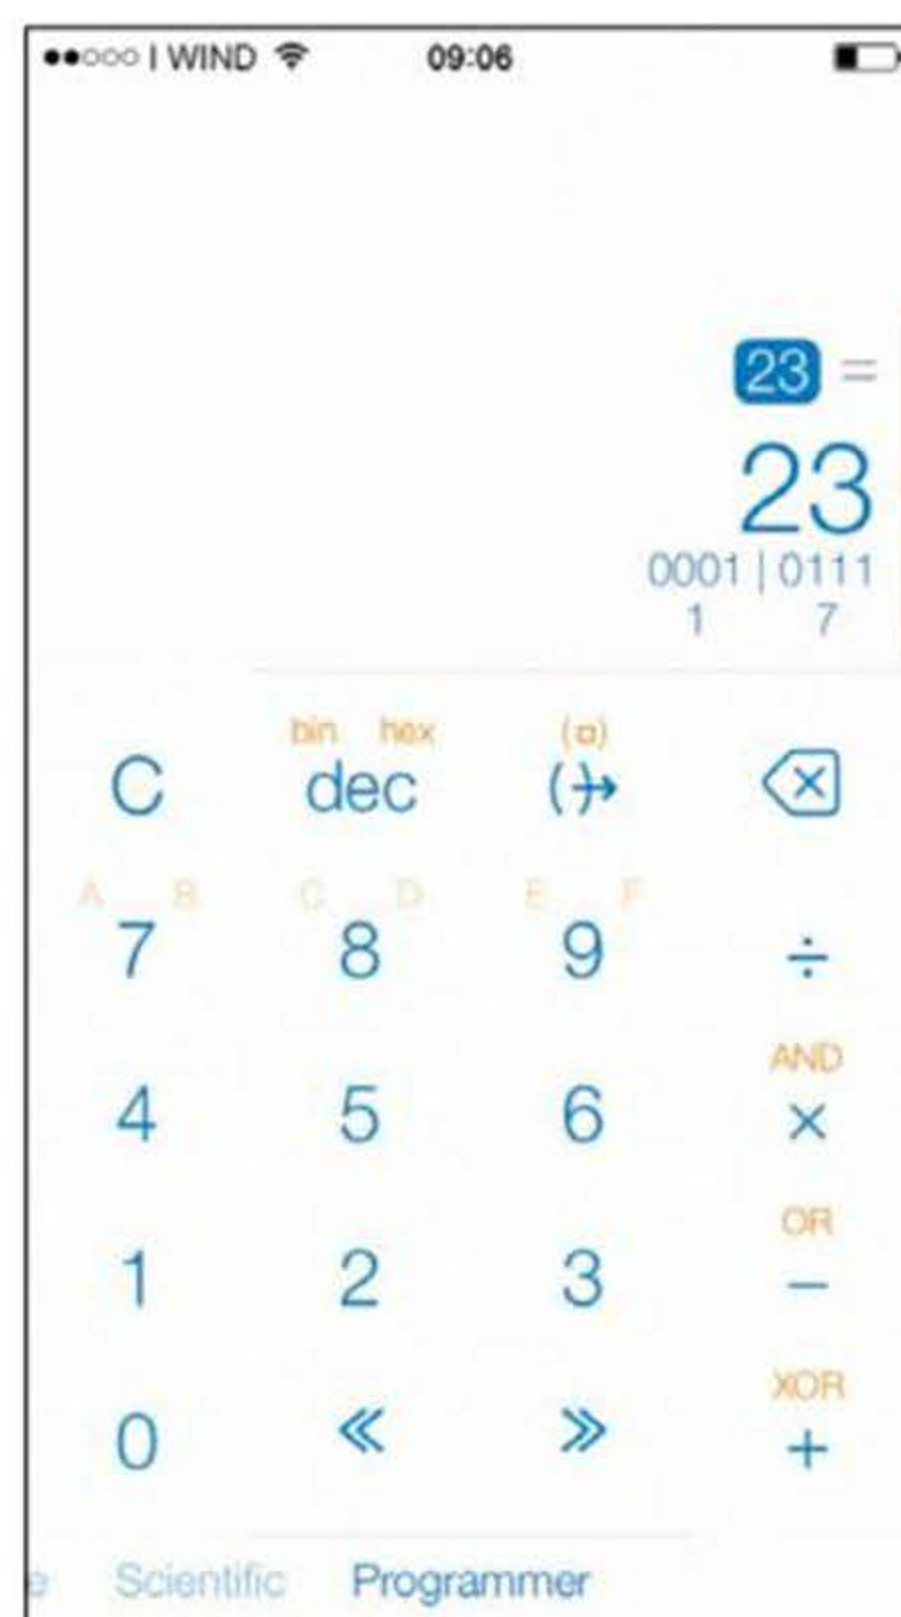 ●●○○○ I WIND 09:06
23 =
23
0001 | 0111
1 7
bin hex (¤)
C dec ()
A B C D E F
7 8 9 ÷
AND
4 5 6 ×
OR
1 2 3 −
XOR
0 « » +
e Scientific Programmer